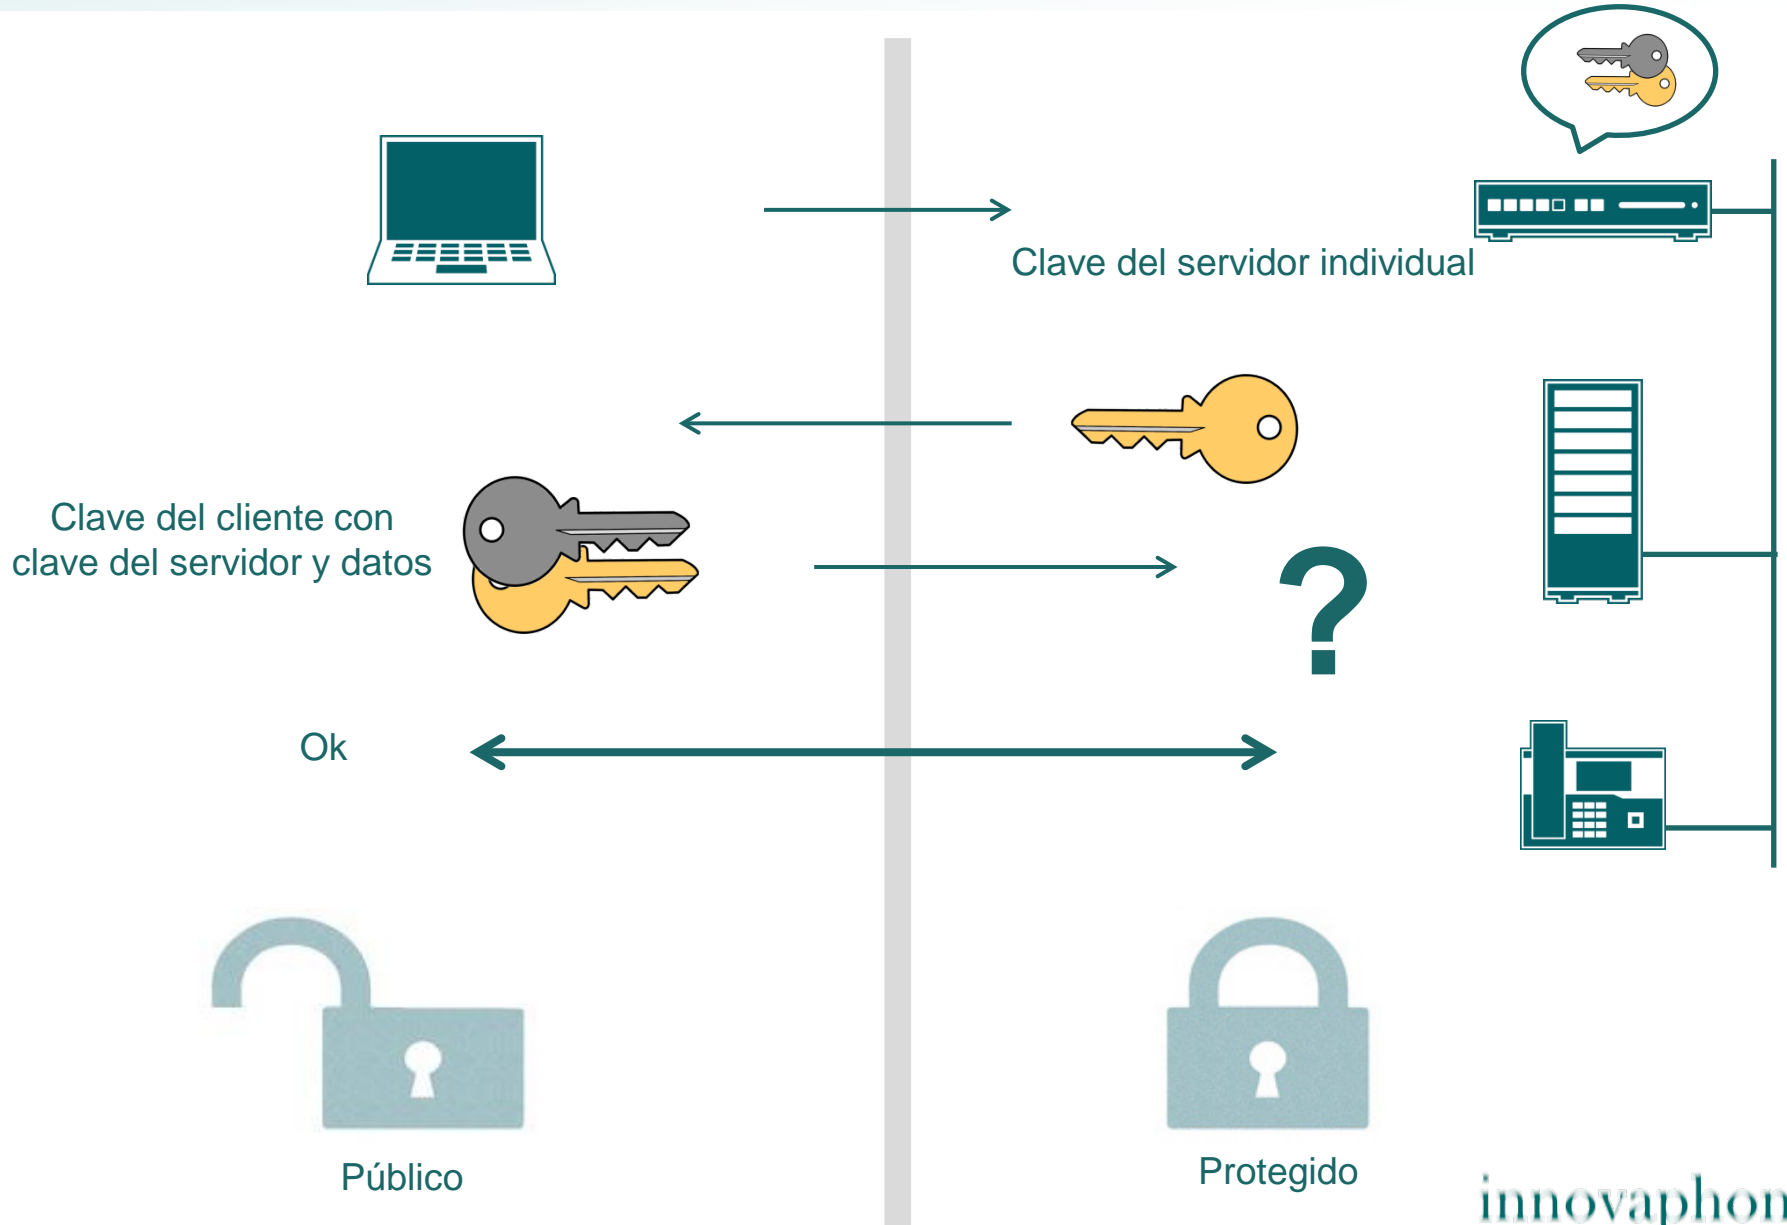 Clave del servidor individual
Clave del cliente con
clave del servidor y datos
?
Ok
Público
Protegido
innovaphon